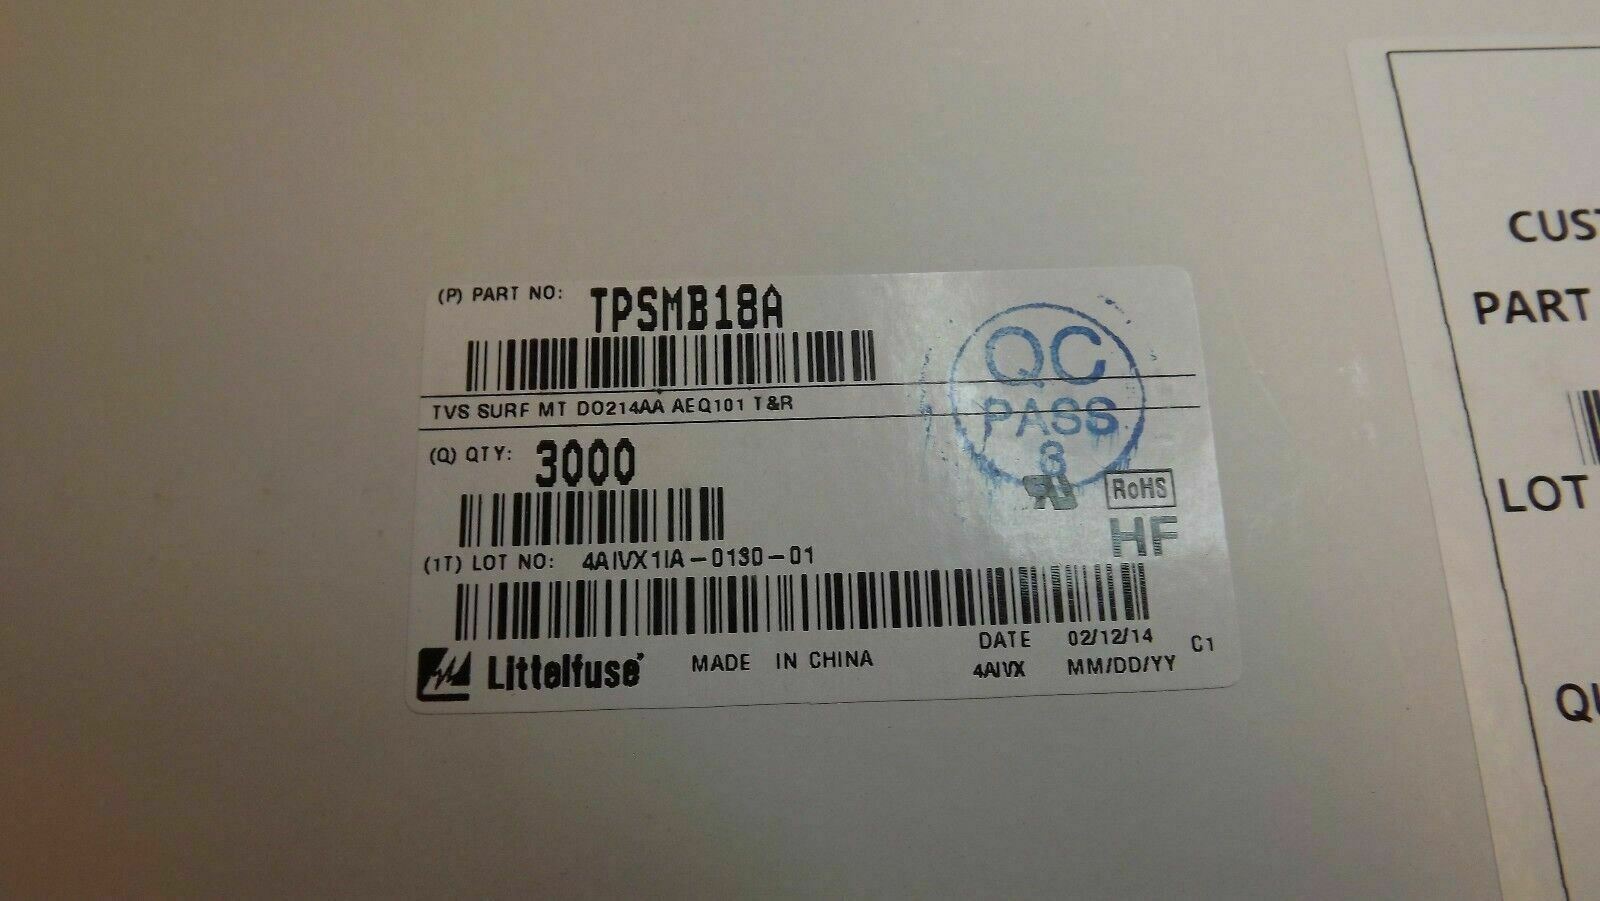 (P) PART NO: TPSMB18A
TVS SURF MT DO214AA AEQ101 T&R
(Q) QTY: 3000
(1T) LOT NO: 4AIVX1IA-0130-01
Littelfuse
MADE IN CHINA
DATE 02/12/14 C1
4AIVX MM/DD/YY
QC
PASS
3
RoHS
HF
CUST
PART
LOT
QU